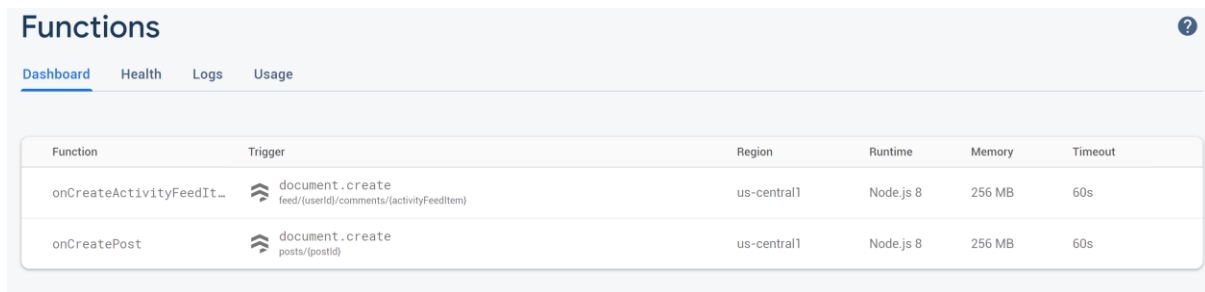 Functions
Dashboard Health Logs Usage
Function Trigger Region Runtime Memory Timeout
onCreateActivityFeedIt… document.create us-central1 Node.js 8 256 MB 60s
feed/{userId}/comments/{activityFeedItem}
onCreatePost document.create us-central1 Node.js 8 256 MB 60s
posts/{postId}